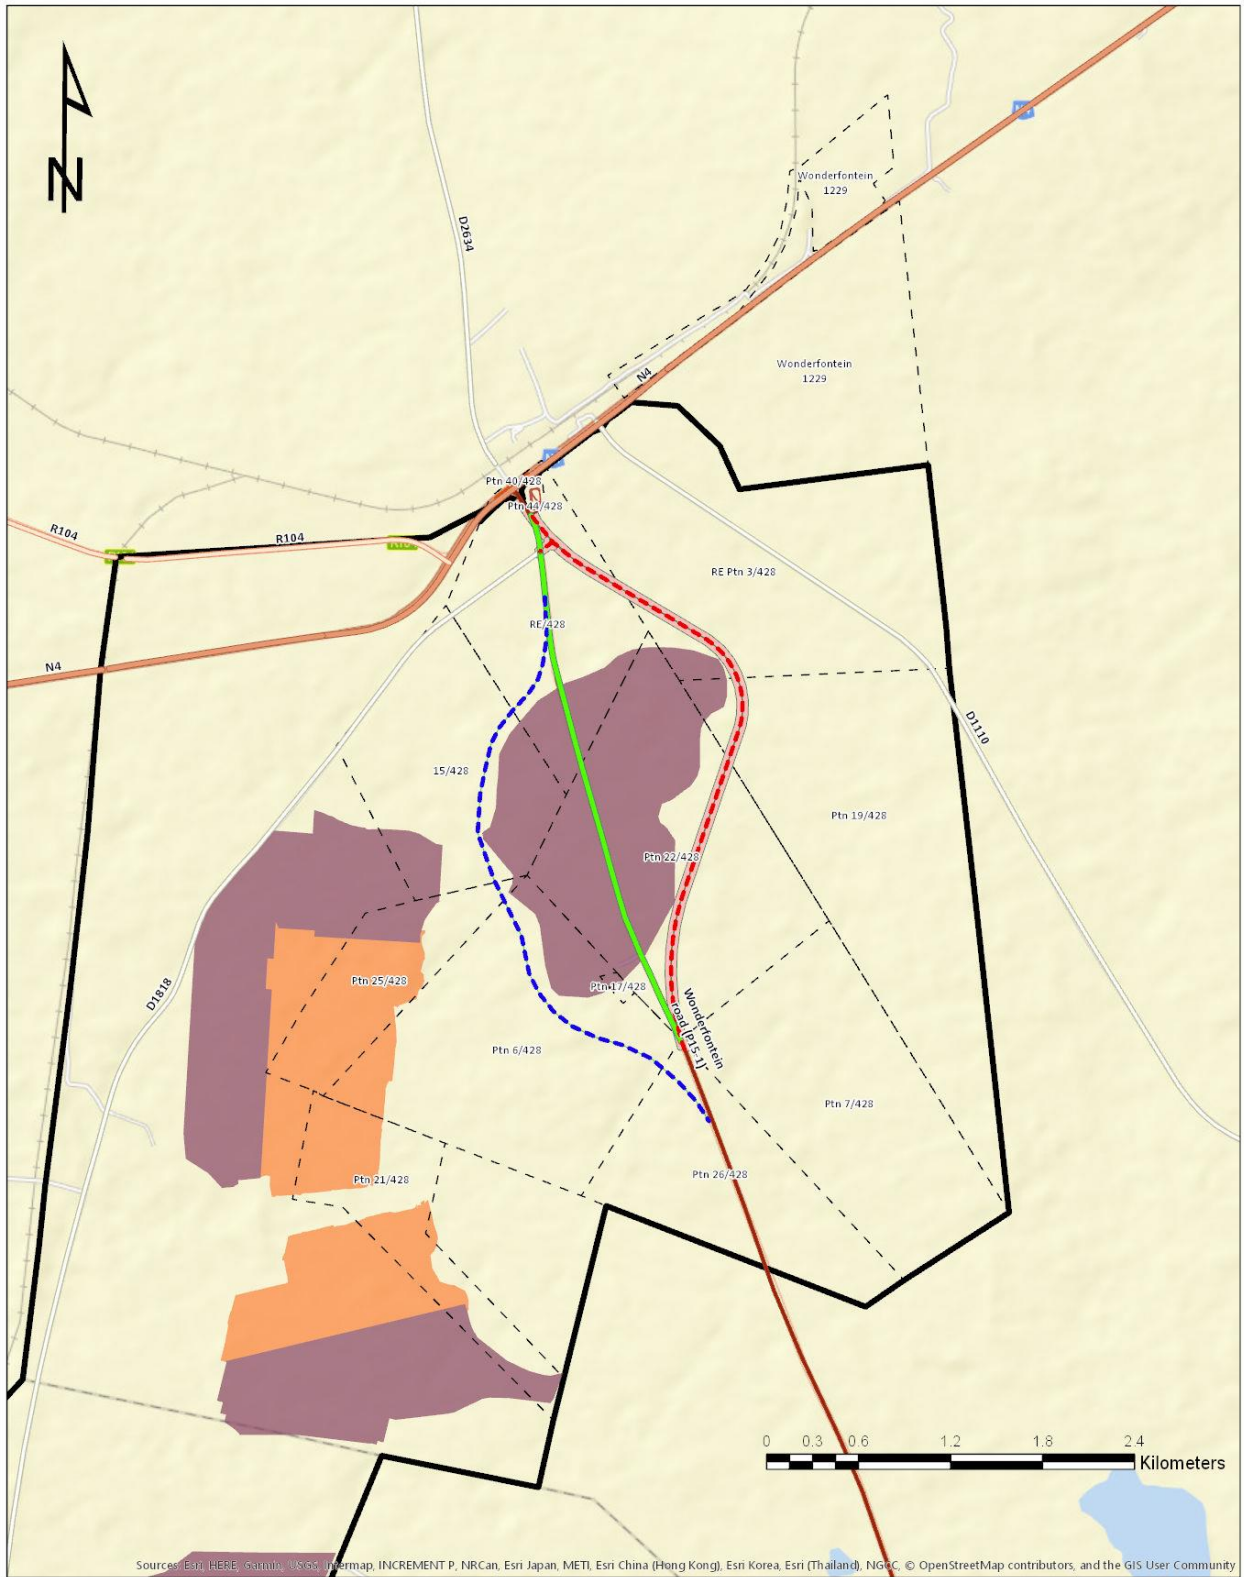 N
D2634
Wonderfontein
1229
N4
Wonderfontein
1229
Ptn 40/428
Ptn 44/428
R104
R104
RE Ptn 3/428
RE/428
N4
D1110
15/428
Ptn 19/428
Ptn 22/428
Ptn 25/428
Ptn 17/428
D1818
Wonderfontein
road (P15-1)
Ptn 6/428
Ptn 7/428
Ptn 26/428
Ptn 21/428
0 0.3 0.6 1.2 1.8 2.4
Kilometers
Sources: Esri, HERE, Garmin, USGS, Intermap, INCREMENT P, NRCan, Esri Japan, METI, Esri China (Hong Kong), Esri Korea, Esri (Thailand), NGCC, © OpenStreetMap contributors, and the GIS User Community